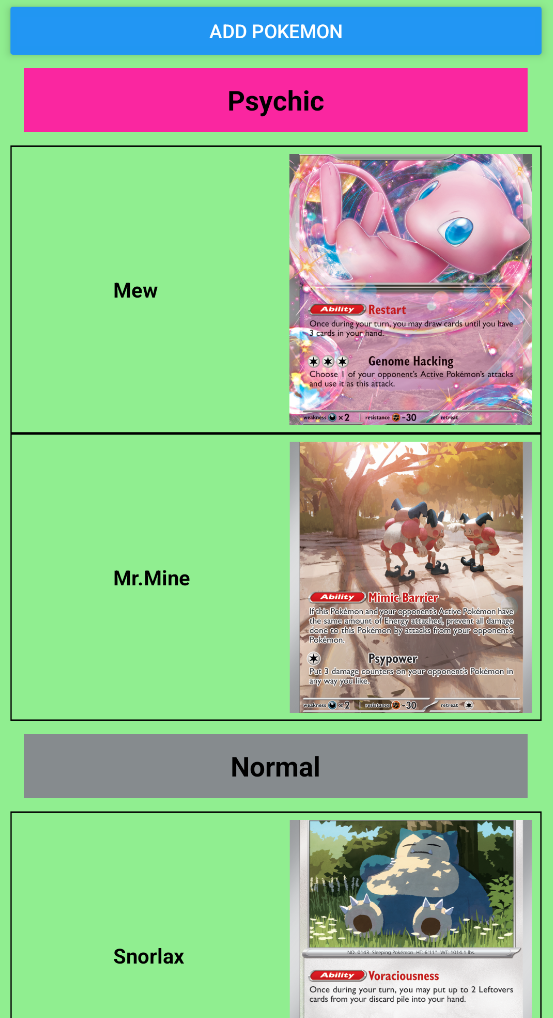 ADD POKEMON
Psychic
Mew
Ability Restart
Once during your turn, you may draw cards until you have
3 cards in your hand.
Genome Hacking
Choose 1 of your opponent's Active Pokémon's attacks
and use it as this attack.
weakness ×2 resistance -30 retreat
Mr.Mine
Ability Mimic Barrier
If this Pokémon and your opponent's Active Pokémon have
the same amount of Energy attached, prevent all damage
done to this Pokémon by attacks from your opponent's
Pokémon.
Psypower
Put 3 damage counters on your opponent's Pokémon in
any way you like.
weakness ×2 resistance -30 retreat
Normal
Snorlax
Sleeping Pokémon
Ability Voraciousness
Once during your turn, you may put up to 2 Leftovers
cards from your discard pile into your hand.